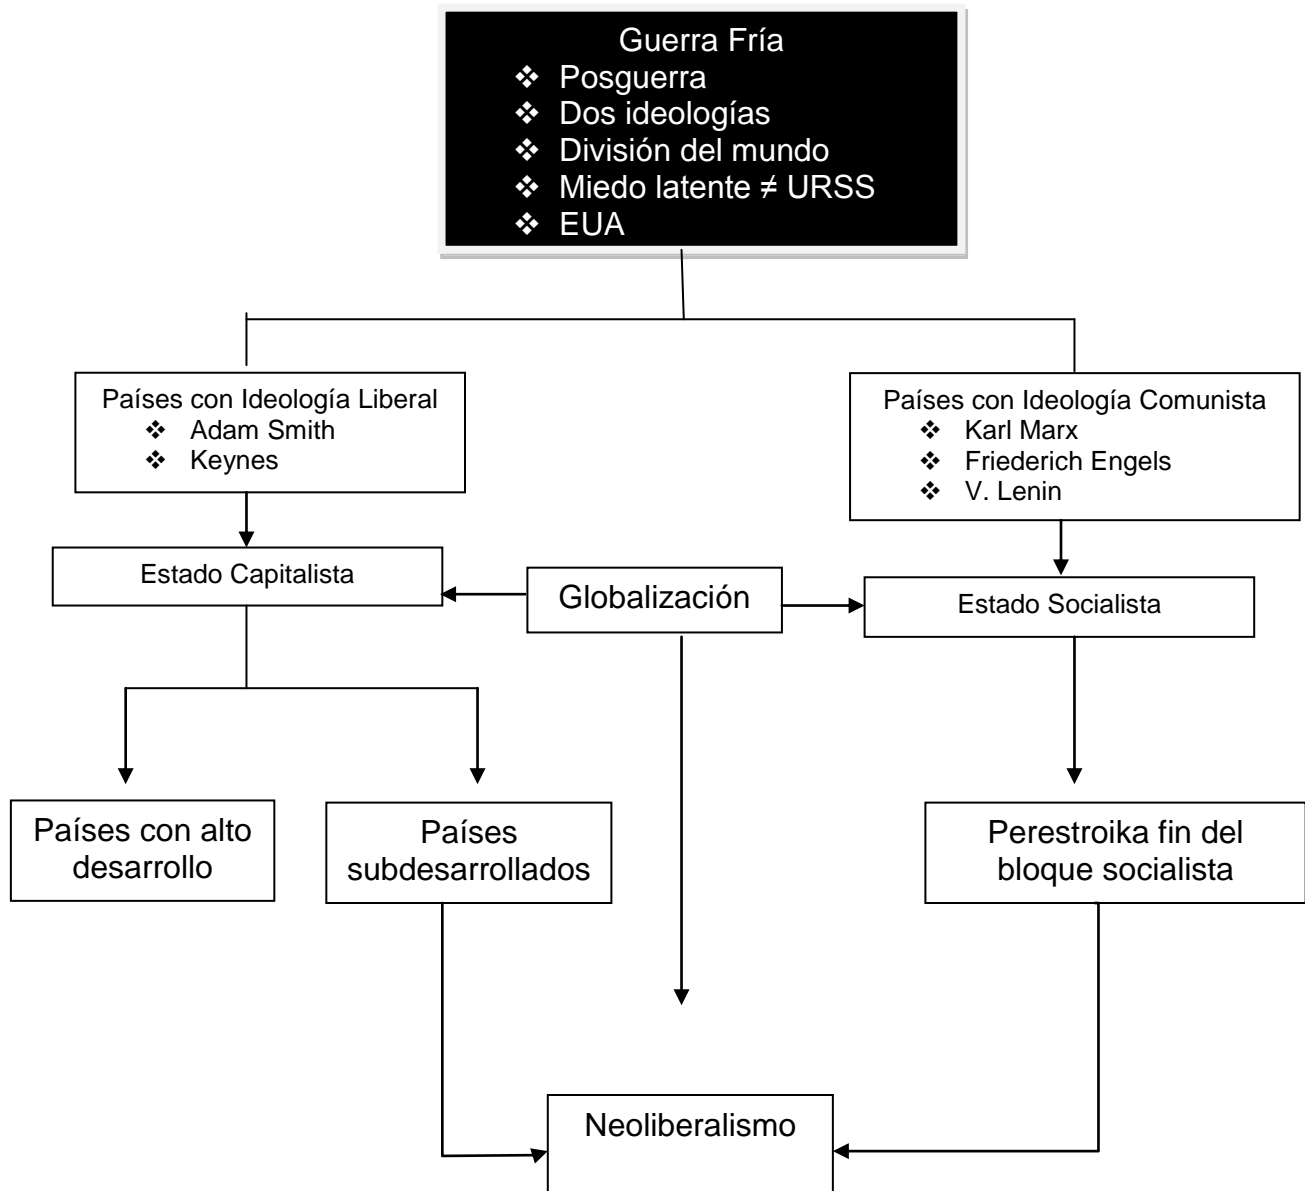 Guerra Fría
❖ Posguerra
❖ Dos ideologías
❖ División del mundo
❖ Miedo latente ≠ URSS
❖ EUA
Países con Ideología Liberal
❖ Adam Smith
❖ Keynes
Países con Ideología Comunista
❖ Karl Marx
❖ Friederich Engels
❖ V. Lenin
Estado Capitalista
Globalización
Estado Socialista
Países con alto
desarrollo
Países
subdesarrollados
Perestroika fin del
bloque socialista
Neoliberalismo